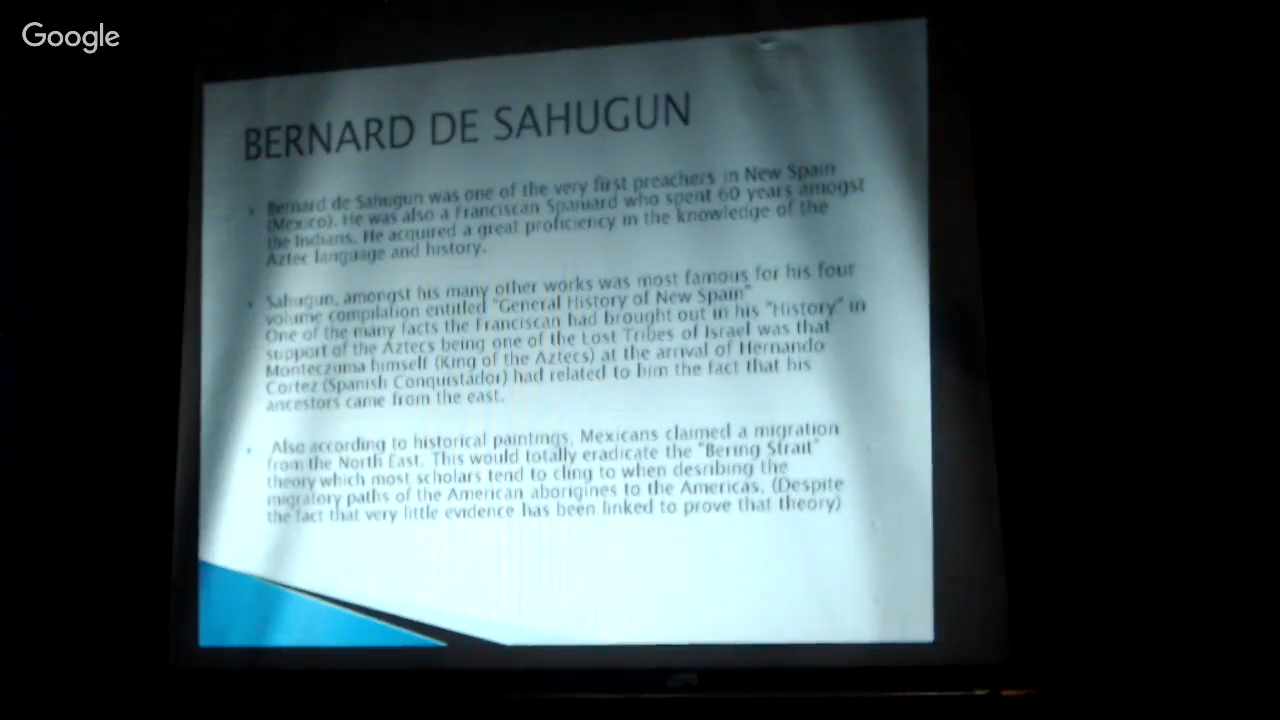 Google
BERNARD DE SAHUGUN
Bernard de Sahugun was one of the very first preachers in New Spain
(Mexico). He was also a Franciscan Spaniard who spent 60 years amogst
the Indians. He acquired a great proficiency in the knowledge of the
Aztec language and history.
Sahugun, amongst his many other works was most famous for his four
volume compilation entitled "General History of New Spain"
One of the many facts the Franciscan had brought out in his "History" in
support of the Aztecs being one of the Lost Tribes of Israel was that
Monteczuma himself (King of the Aztecs) at the arrival of Hernando
Cortez (Spanish Conquistador) had related to him the fact that his
ancestors came from the east.
Also according to historical paintings, Mexicans claimed a migration
from the North East. This would totally eradicate the "Bering Strait"
theory which most scholars tend to cling to when desribing the
migratory paths of the American aborigines to the Americas. (Despite
the fact that very little evidence has been linked to prove that theory)